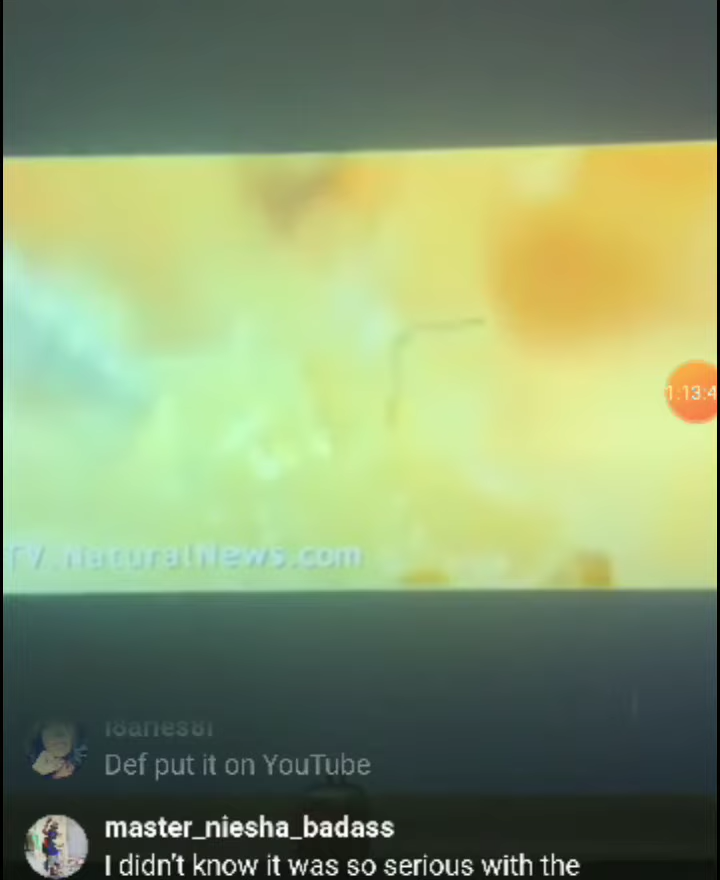 1:13:4
TV.NaturalNews.com
i8aries8i
Def put it on YouTube
master_niesha_badass
I didn't know it was so serious with the